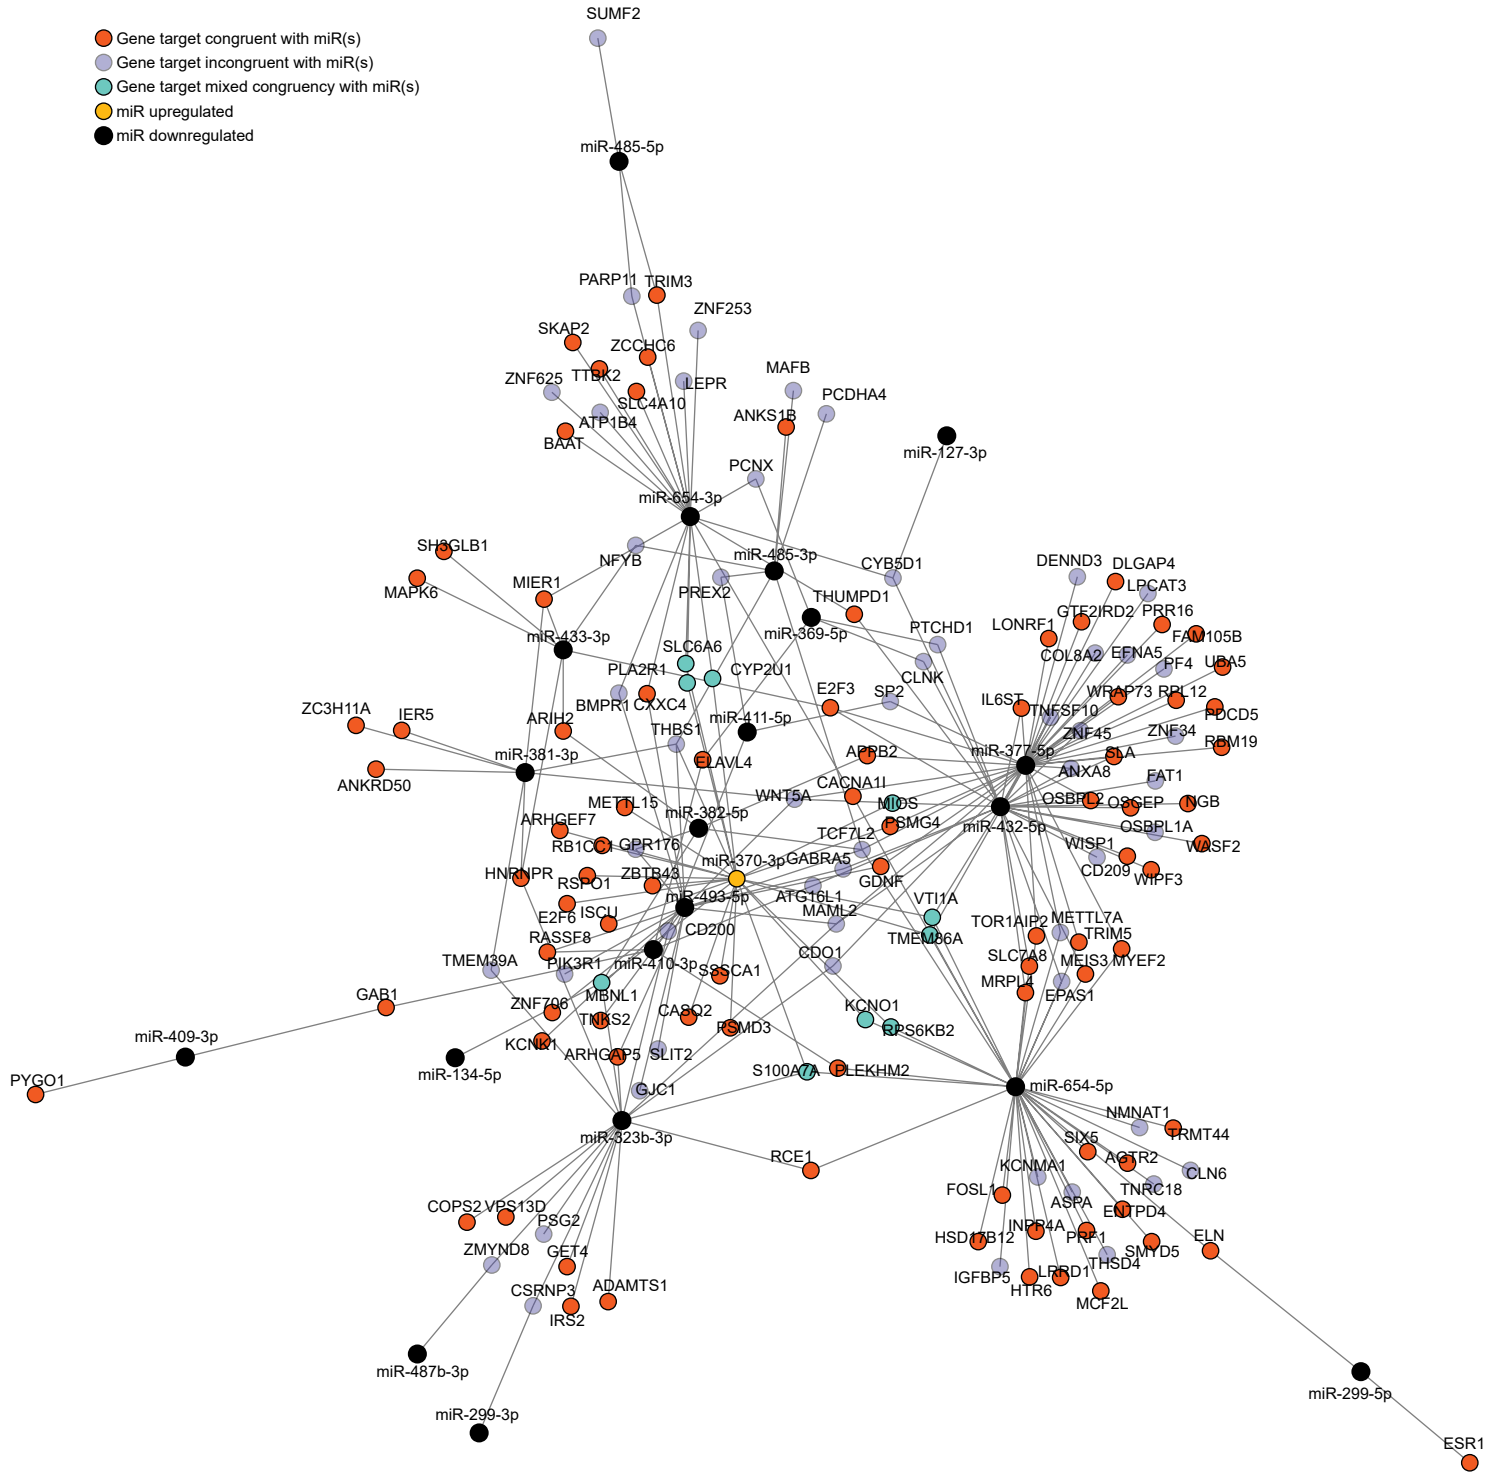 SUMF2
Gene target congruent with miR(s)
Gene target incongruent with miR(s)
Gene target mixed congruency with miR(s)
miR upregulated
miR downregulated
miR-485-5p
PARP11
TRIM3
ZNF253
SKAP2
ZCCHC6
MAFB
ZNF625
TTBK2
LEPR
PCDHA4
SLC4A10
ANKS1B
ATP1B4
BAAT
miR-127-3p
PCNX
miR-654-3p
SH3GLB1
NFYB
miR-485-3p
CYB5D1
DENND3
DLGAP4
MAPK6
MIER1
PREX2
THUMPD1
LPCAT3
GTF2IRD2
PRR16
LONRF1
PTCHD1
miR-433-3p
miR-369-5p
FAM105B
SLC6A6
COL8A2
EFNA5
PF4
UBA5
PLA2R1
CYP2U1
CLNK
E2F3
SP2
IL6ST
WRAP73
RPL12
BMPR1
CXXC4
ZC3H11A
IER5
ARIH2
THBS1
miR-411-5p
TNFSF10
PDCD5
ZNF45
ZNF34
miR-381-3p
ELAVL4
APPB2
miR-377-5p
SLA
RBM19
ANKRD50
CACNA1I
ANXA8
FAT1
METTL15
WNT5A
MIOS
OSBPL2
OSGEP
NGB
ARHGEF7
miR-382-5p
PSMG4
miR-432-5p
OSBPL1A
RB1CC1
GPR176
TCF7L2
WISP1
WASF2
miR-370-3p
GABRA5
HNRNPR
RSPO1
ZBTB43
GDNF
CD209
WIPF3
miR-493-5p
ATG16L1
VTI1A
E2F6
ISCU
MAML2
TOR1AIP2
METTL7A
CD200
TMEM86A
TRIM5
RASSF8
CDO1
SLC7A8
MEIS3
MYEF2
TMEM39A
PIK3R1
miR-410-3p
SSSCA1
MRPL4
EPAS1
GAB1
MBNL1
ZNF706
CASQ2
KCNO1
TNKS2
PSMD3
RPS6KB2
miR-409-3p
KCNK1
ARHGAP5
SLIT2
miR-134-5p
S100A7A
PLEKHM2
PYGO1
GJC1
miR-654-5p
NMNAT1
miR-323b-3p
SIX5
TRMT44
RCE1
KCNMA1
AGTR2
CLN6
FOSL1
TNRC18
COPS2
VPS13D
ASPA
ENTPD4
PSG2
INPP4A
HSD17B12
PRF1
ELN
ZMYND8
GET4
SMYD5
THSD4
IGFBP5
LRRD1
CSRNP3
ADAMTS1
HTR6
MCF2L
IRS2
miR-487b-3p
miR-299-5p
miR-299-3p
ESR1